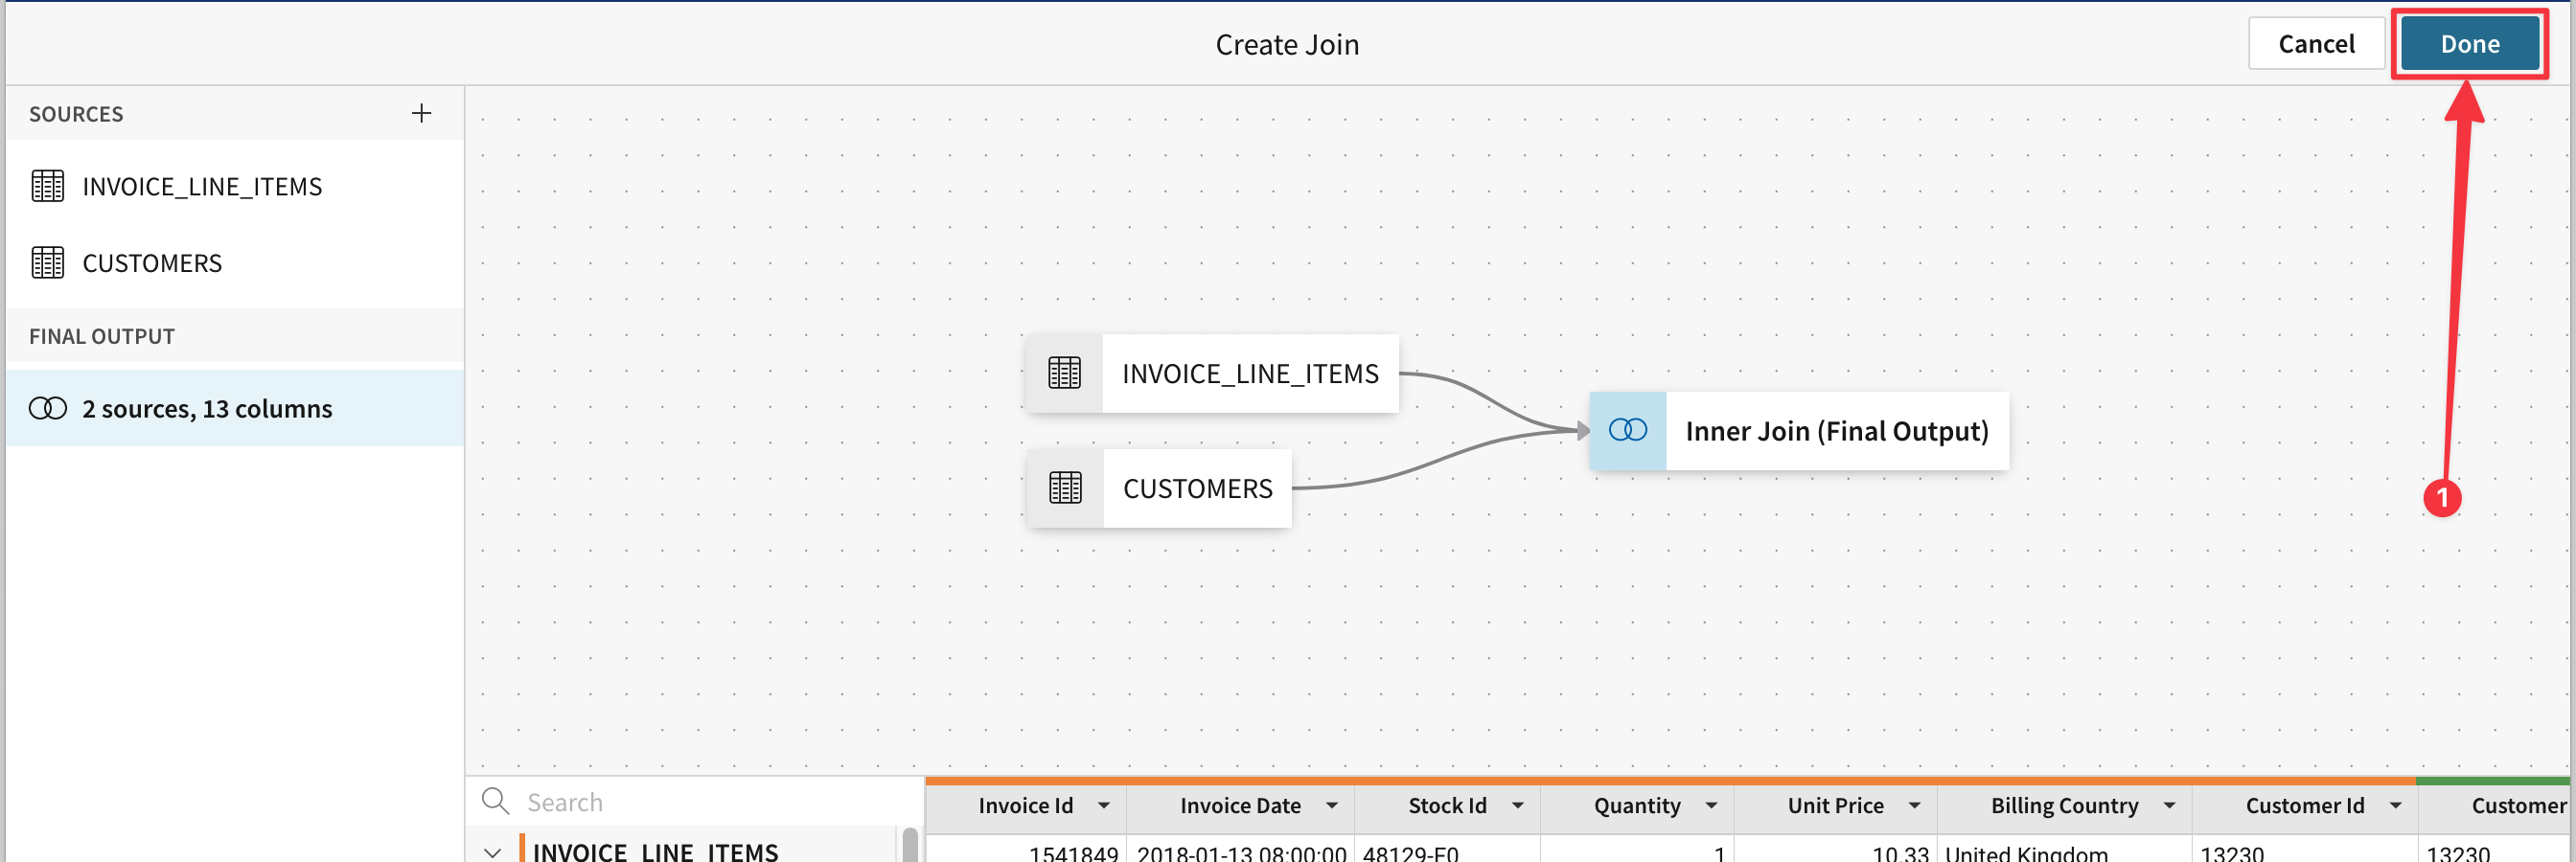 Create Join
Cancel
Done
SOURCES
INVOICE_LINE_ITEMS
CUSTOMERS
FINAL OUTPUT
2 sources, 13 columns
INVOICE_LINE_ITEMS
CUSTOMERS
Inner Join (Final Output)
1
Search
INVOICE_LINE_ITEMS
Invoice Id Invoice Date Stock Id Quantity Unit Price Billing Country Customer Id Customer
1541849 2018-01-13 08:00:00 48129-F0 1 10.33 United Kingdom 13230 13230